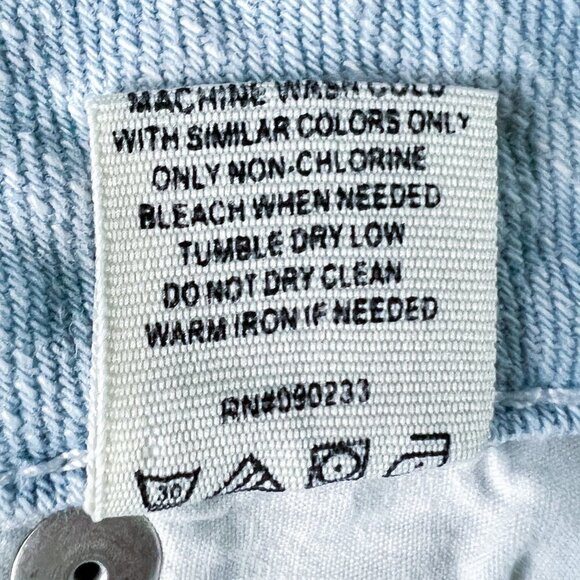 MACHINE WASH COLD
WITH SIMILAR COLORS ONLY
ONLY NON-CHLORINE
BLEACH WHEN NEEDED
TUMBLE DRY LOW
DO NOT DRY CLEAN
WARM IRON IF NEEDED
RN#090233
30